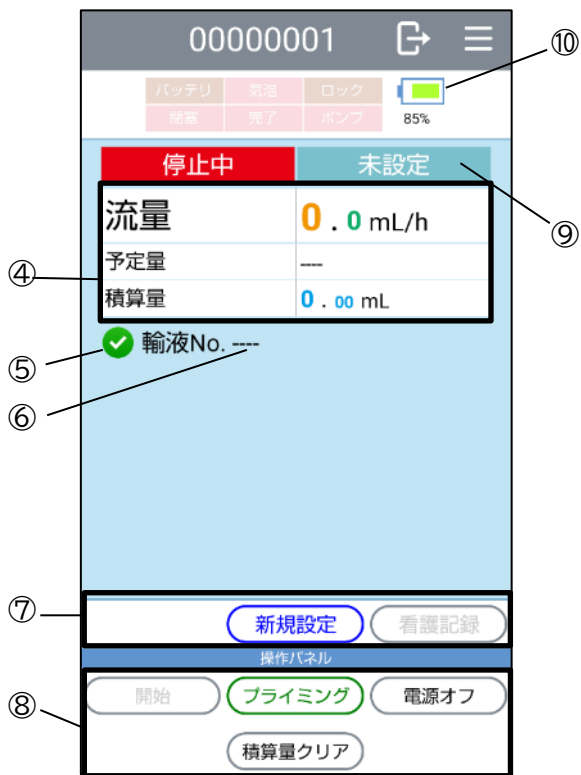 00000001
⑩
バッテリ 気泡 ロック
閉塞 完了 ポンプ 85%
停止中 未設定
⑨
流量 0 . 0 mL/h
④
予定量 ----
積算量 0 . 00 mL
⑤
輸液No. ----
⑥
⑦
新規設定 看護記録
操作パネル
⑧
開始 プライミング 電源オフ
積算量クリア